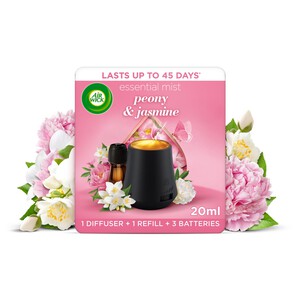 LASTS UP TO 45 DAYS*
essential mist
AIR
WICK
peony
& jasmine
20ml
1 DIFFUSER + 1 REFILL + 3 BATTERIES